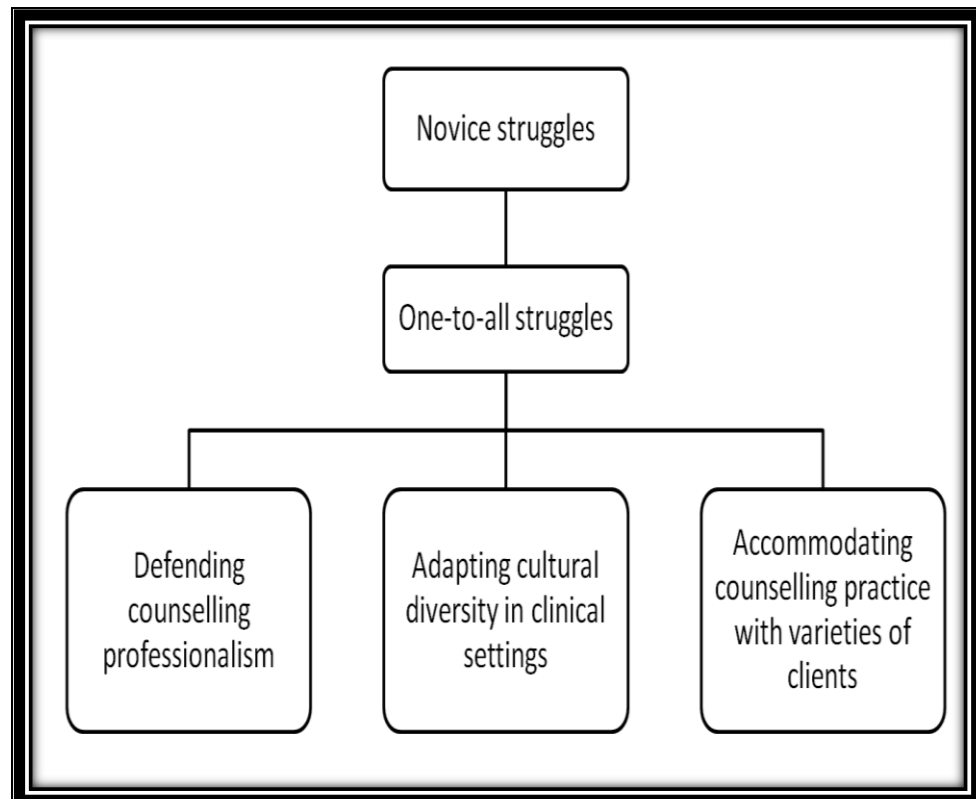 Novice struggles
One-to-all struggles
Defending
counselling
professionalism
Adapting cultural
diversity in clinical
settings
Accommodating
counselling practice
with varieties of
clients